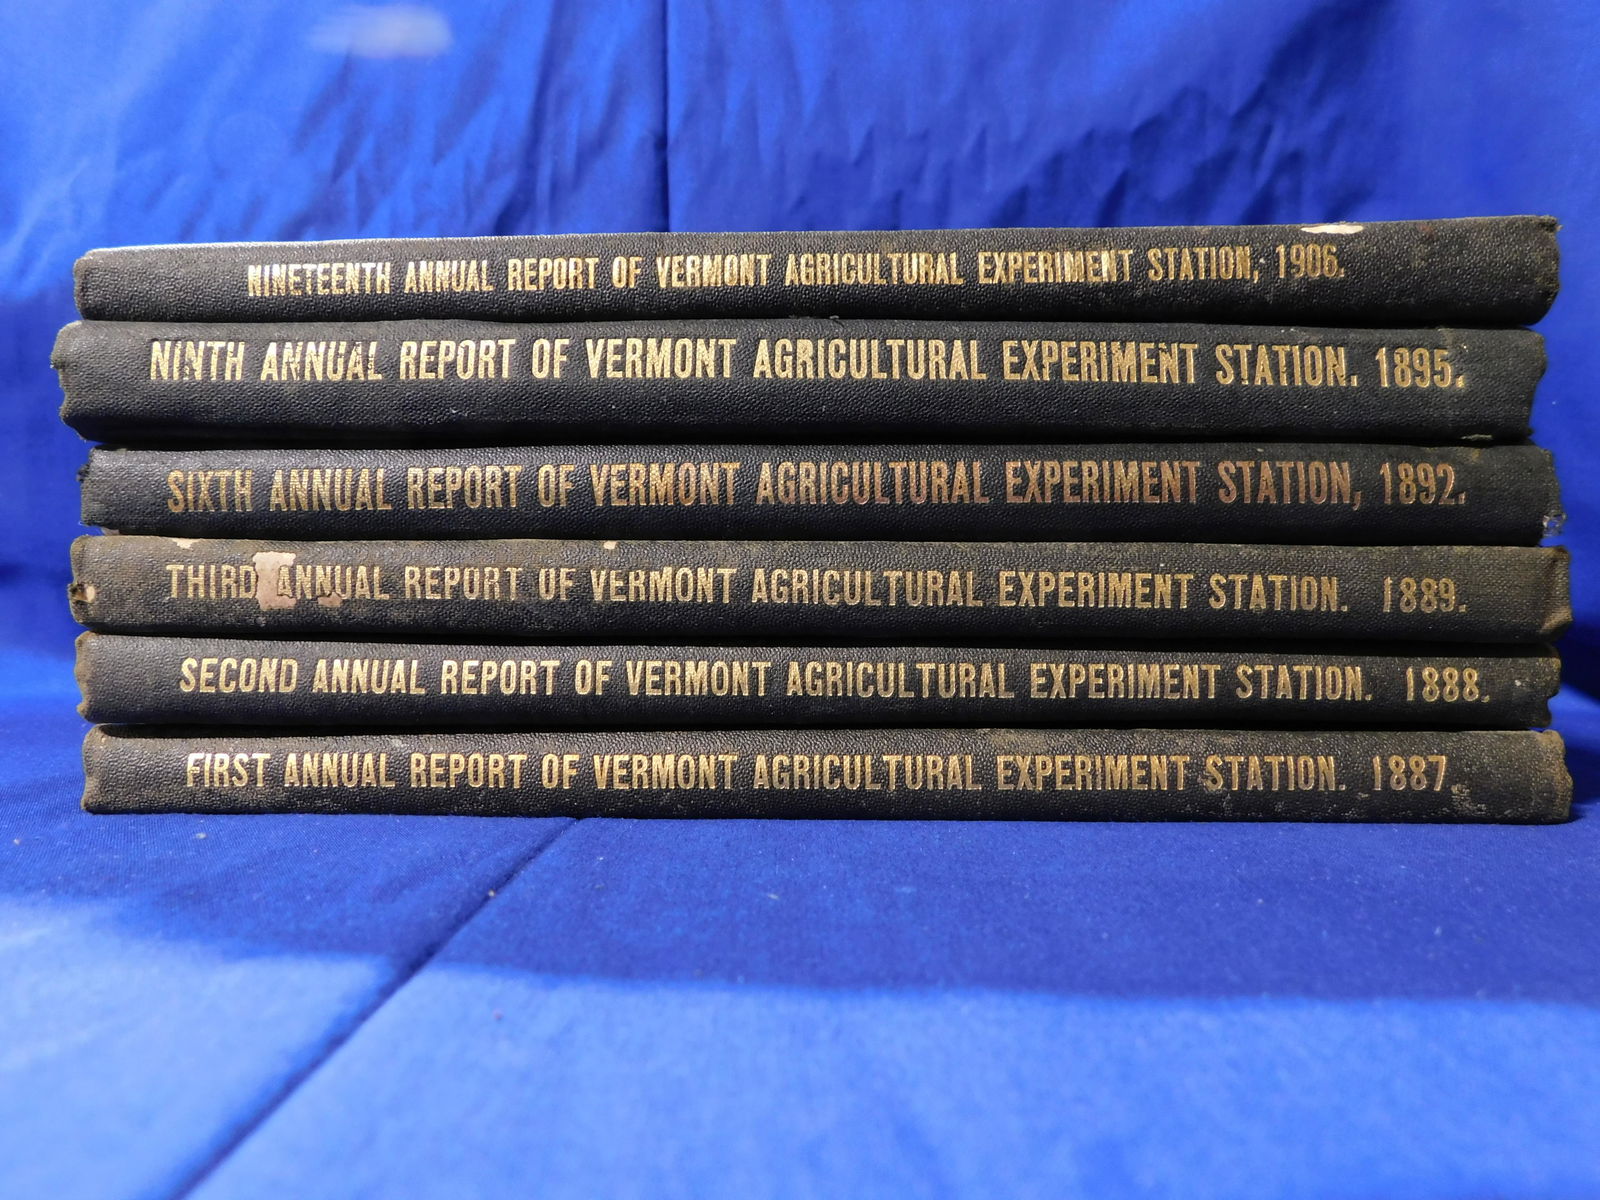 NINETEENTH ANNUAL REPORT OF VERMONT AGRICULTURAL EXPERIMENT STATION, 1906.
NINTH ANNUAL REPORT OF VERMONT AGRICULTURAL EXPERIMENT STATION. 1895.
SIXTH ANNUAL REPORT OF VERMONT AGRICULTURAL EXPERIMENT STATION, 1892.
THIRD ANNUAL REPORT OF VERMONT AGRICULTURAL EXPERIMENT STATION. 1889.
SECOND ANNUAL REPORT OF VERMONT AGRICULTURAL EXPERIMENT STATION. 1888.
FIRST ANNUAL REPORT OF VERMONT AGRICULTURAL EXPERIMENT STATION. 1887